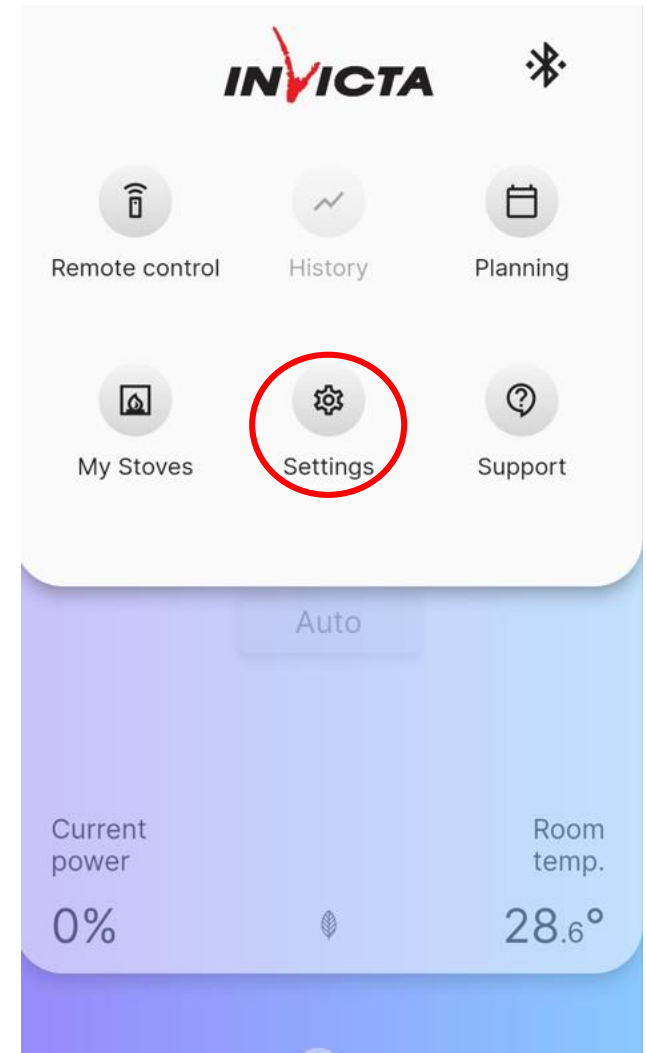 INVICTA
Remote control
History
Planning
My Stoves
Settings
Support
Auto
Current
power
Room
temp.
0%
28.6°